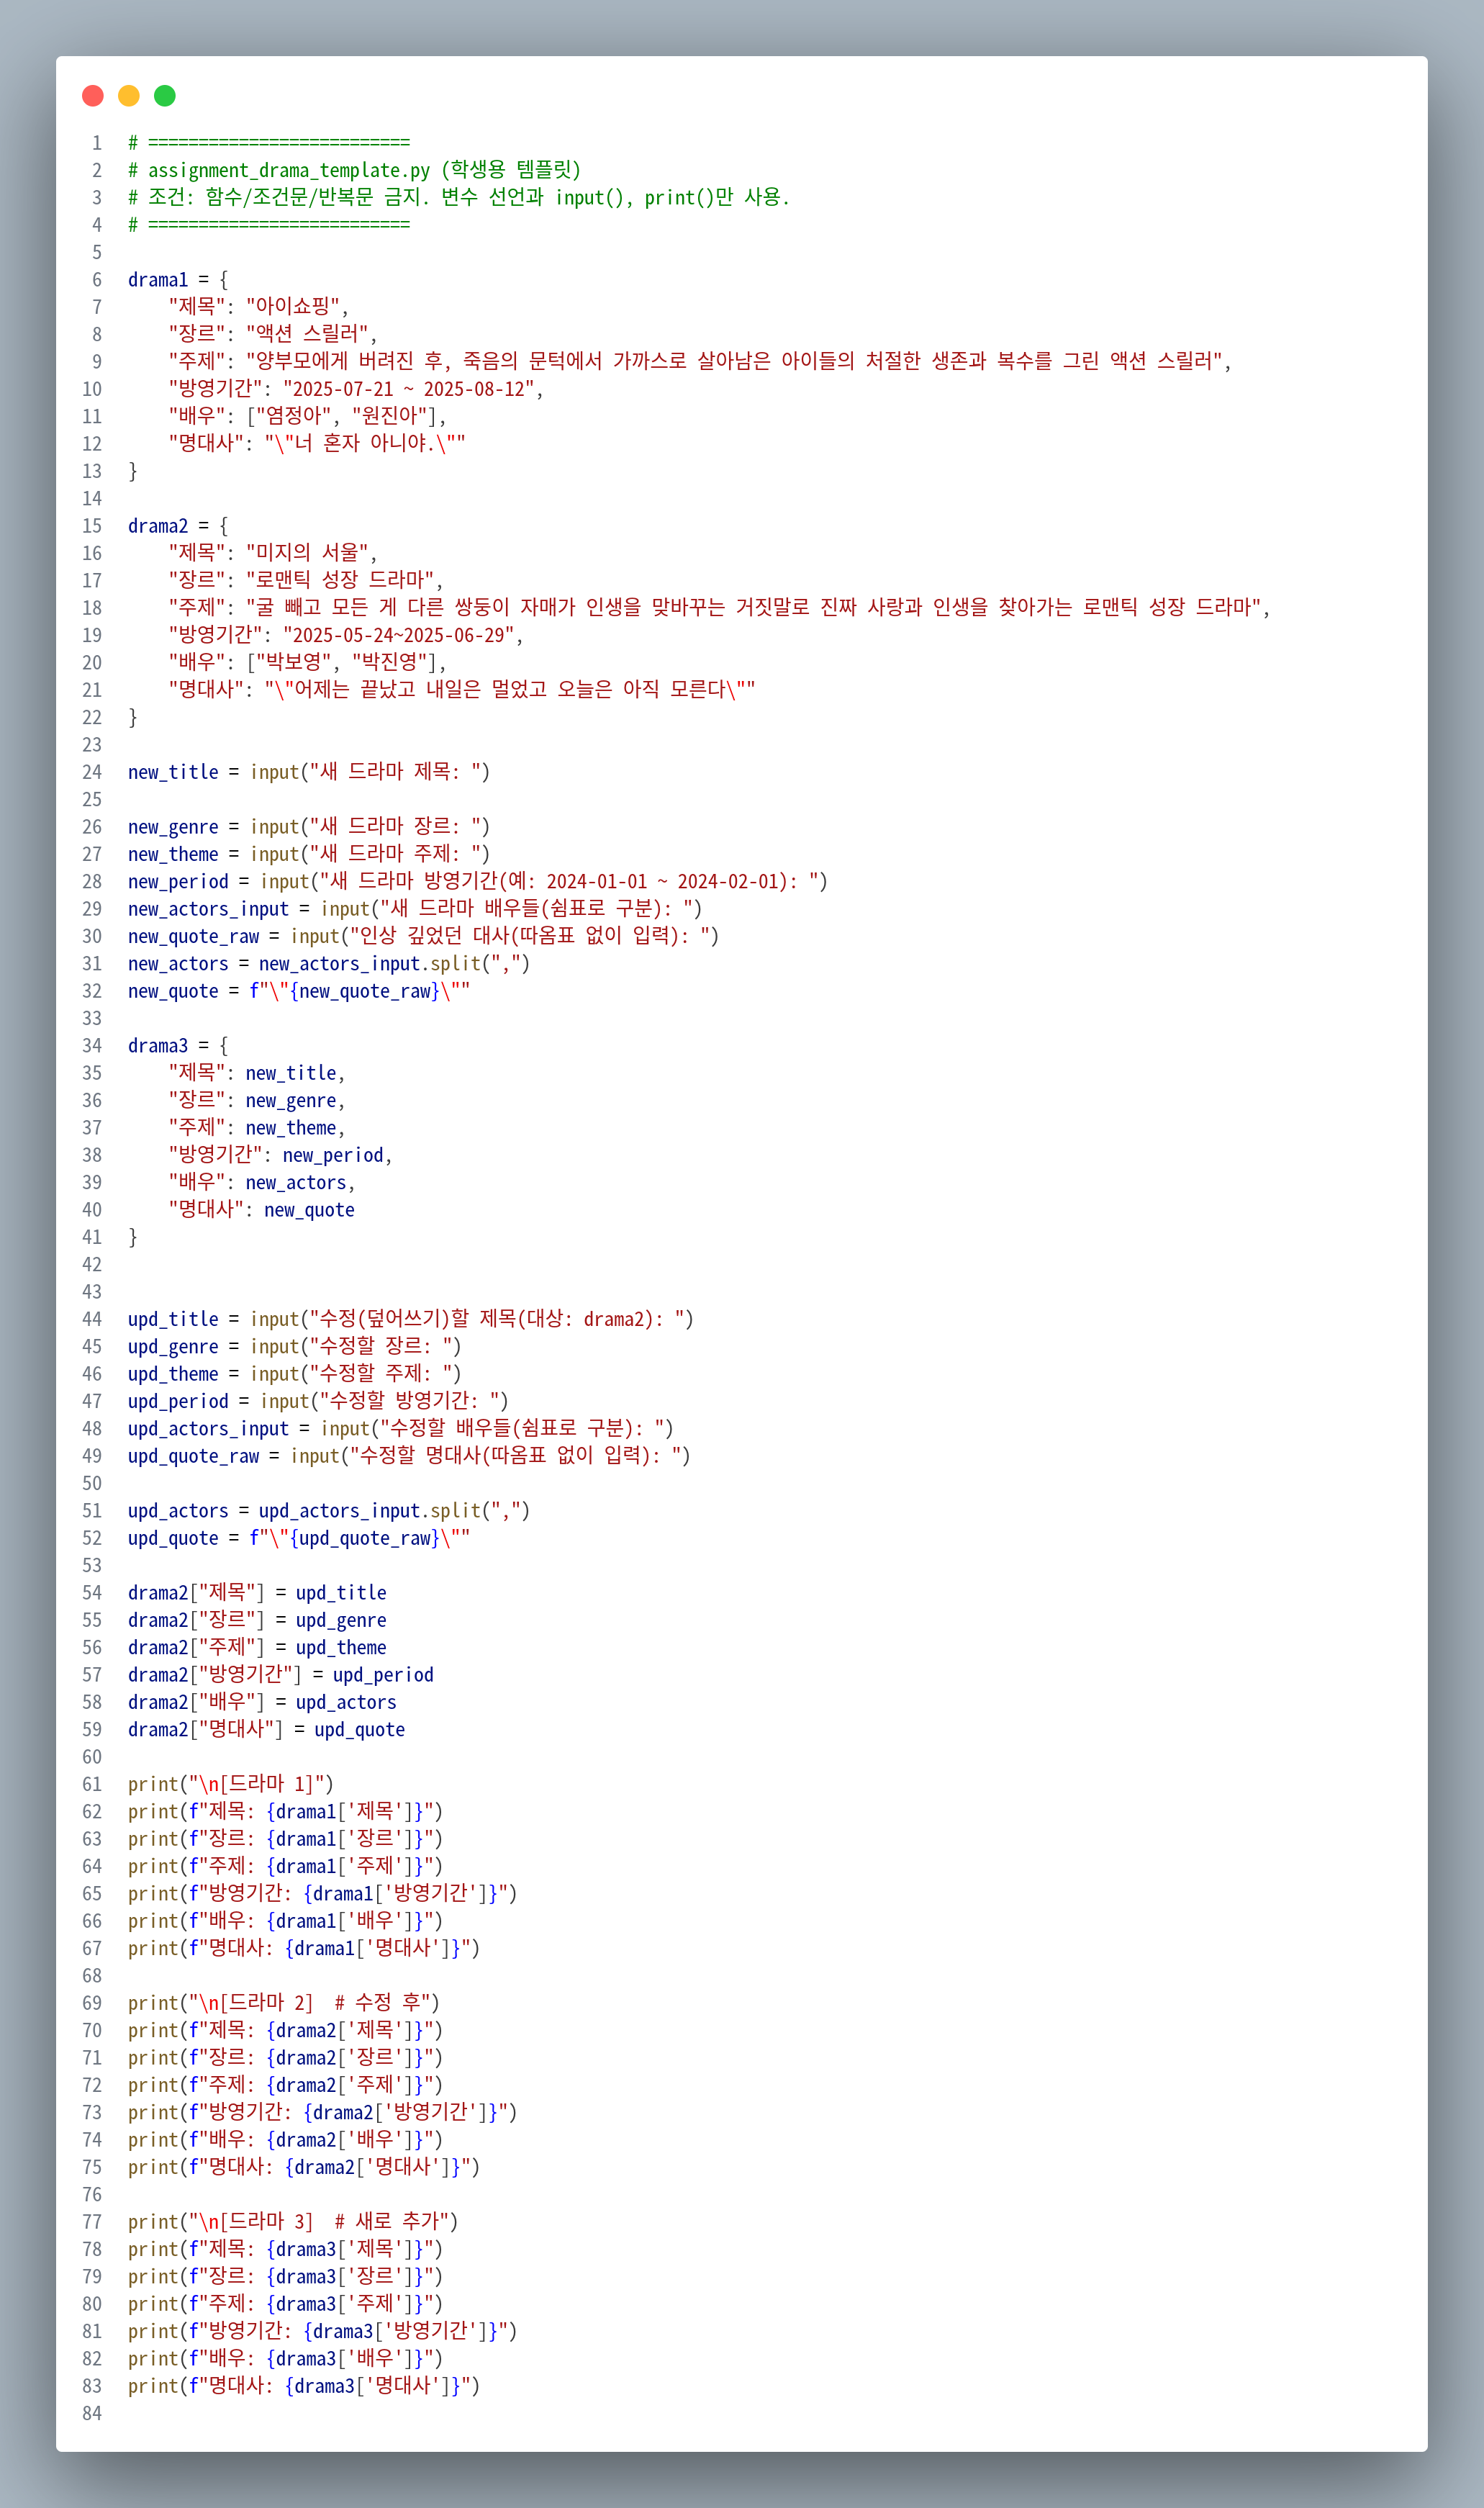 1 # ==========================
2 # assignment_drama_template.py (학생용 템플릿)
3 # 조건: 함수/조건문/반복문 금지. 변수 선언과 input(), print()만 사용.
4 # ==========================
5
6 drama1 = {
7     "제목": "아이쇼핑",
8     "장르": "액션 스릴러",
9     "주제": "양부모에게 버려진 후, 죽음의 문턱에서 가까스로 살아남은 아이들의 처절한 생존과 복수를 그린 액션 스릴러",
10     "방영기간": "2025-07-21 ~ 2025-08-12",
11     "배우": ["염정아", "원진아"],
12     "명대사": "\"너 혼자 아니야.\""
13 }
14
15 drama2 = {
16     "제목": "미지의 서울",
17     "장르": "로맨틱 성장 드라마",
18     "주제": "굴 빼고 모든 게 다른 쌍둥이 자매가 인생을 맞바꾸는 거짓말로 진짜 사랑과 인생을 찾아가는 로맨틱 성장 드라마",
19     "방영기간": "2025-05-24~2025-06-29",
20     "배우": ["박보영", "박진영"],
21     "명대사": "\"어제는 끝났고 내일은 멀었고 오늘은 아직 모른다\""
22 }
23
24 new_title = input("새 드라마 제목: ")
25
26 new_genre = input("새 드라마 장르: ")
27 new_theme = input("새 드라마 주제: ")
28 new_period = input("새 드라마 방영기간(예: 2024-01-01 ~ 2024-02-01): ")
29 new_actors_input = input("새 드라마 배우들(쉼표로 구분): ")
30 new_quote_raw = input("인상 깊었던 대사(따옴표 없이 입력): ")
31 new_actors = new_actors_input.split(",")
32 new_quote = f"\"{new_quote_raw}\""
33
34 drama3 = {
35     "제목": new_title,
36     "장르": new_genre,
37     "주제": new_theme,
38     "방영기간": new_period,
39     "배우": new_actors,
40     "명대사": new_quote
41 }
42
43
44 upd_title = input("수정(덮어쓰기)할 제목(대상: drama2): ")
45 upd_genre = input("수정할 장르: ")
46 upd_theme = input("수정할 주제: ")
47 upd_period = input("수정할 방영기간: ")
48 upd_actors_input = input("수정할 배우들(쉼표로 구분): ")
49 upd_quote_raw = input("수정할 명대사(따옴표 없이 입력): ")
50
51 upd_actors = upd_actors_input.split(",")
52 upd_quote = f"\"{upd_quote_raw}\""
53
54 drama2["제목"] = upd_title
55 drama2["장르"] = upd_genre
56 drama2["주제"] = upd_theme
57 drama2["방영기간"] = upd_period
58 drama2["배우"] = upd_actors
59 drama2["명대사"] = upd_quote
60
61 print("\n[드라마 1]")
62 print(f"제목: {drama1['제목']}")
63 print(f"장르: {drama1['장르']}")
64 print(f"주제: {drama1['주제']}")
65 print(f"방영기간: {drama1['방영기간']}")
66 print(f"배우: {drama1['배우']}")
67 print(f"명대사: {drama1['명대사']}")
68
69 print("\n[드라마 2]  # 수정 후")
70 print(f"제목: {drama2['제목']}")
71 print(f"장르: {drama2['장르']}")
72 print(f"주제: {drama2['주제']}")
73 print(f"방영기간: {drama2['방영기간']}")
74 print(f"배우: {drama2['배우']}")
75 print(f"명대사: {drama2['명대사']}")
76
77 print("\n[드라마 3]  # 새로 추가")
78 print(f"제목: {drama3['제목']}")
79 print(f"장르: {drama3['장르']}")
80 print(f"주제: {drama3['주제']}")
81 print(f"방영기간: {drama3['방영기간']}")
82 print(f"배우: {drama3['배우']}")
83 print(f"명대사: {drama3['명대사']}")
84